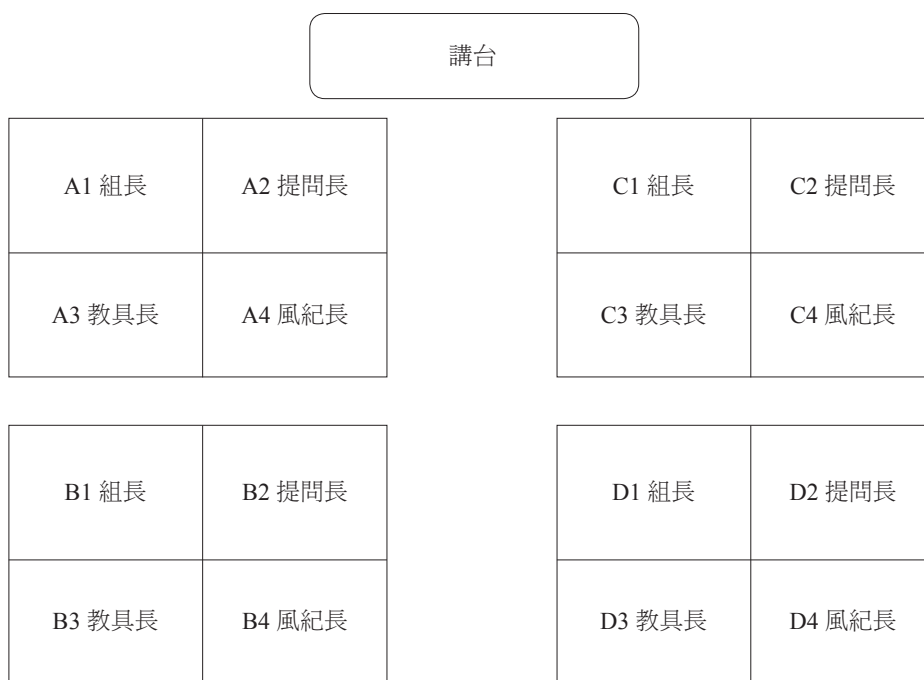 講台
A1 組長
A2 提問長
C1 組長
C2 提問長
A3 教具長
A4 風紀長
C3 教具長
C4 風紀長
B1 組長
B2 提問長
D1 組長
D2 提問長
B3 教具長
B4 風紀長
D3 教具長
D4 風紀長